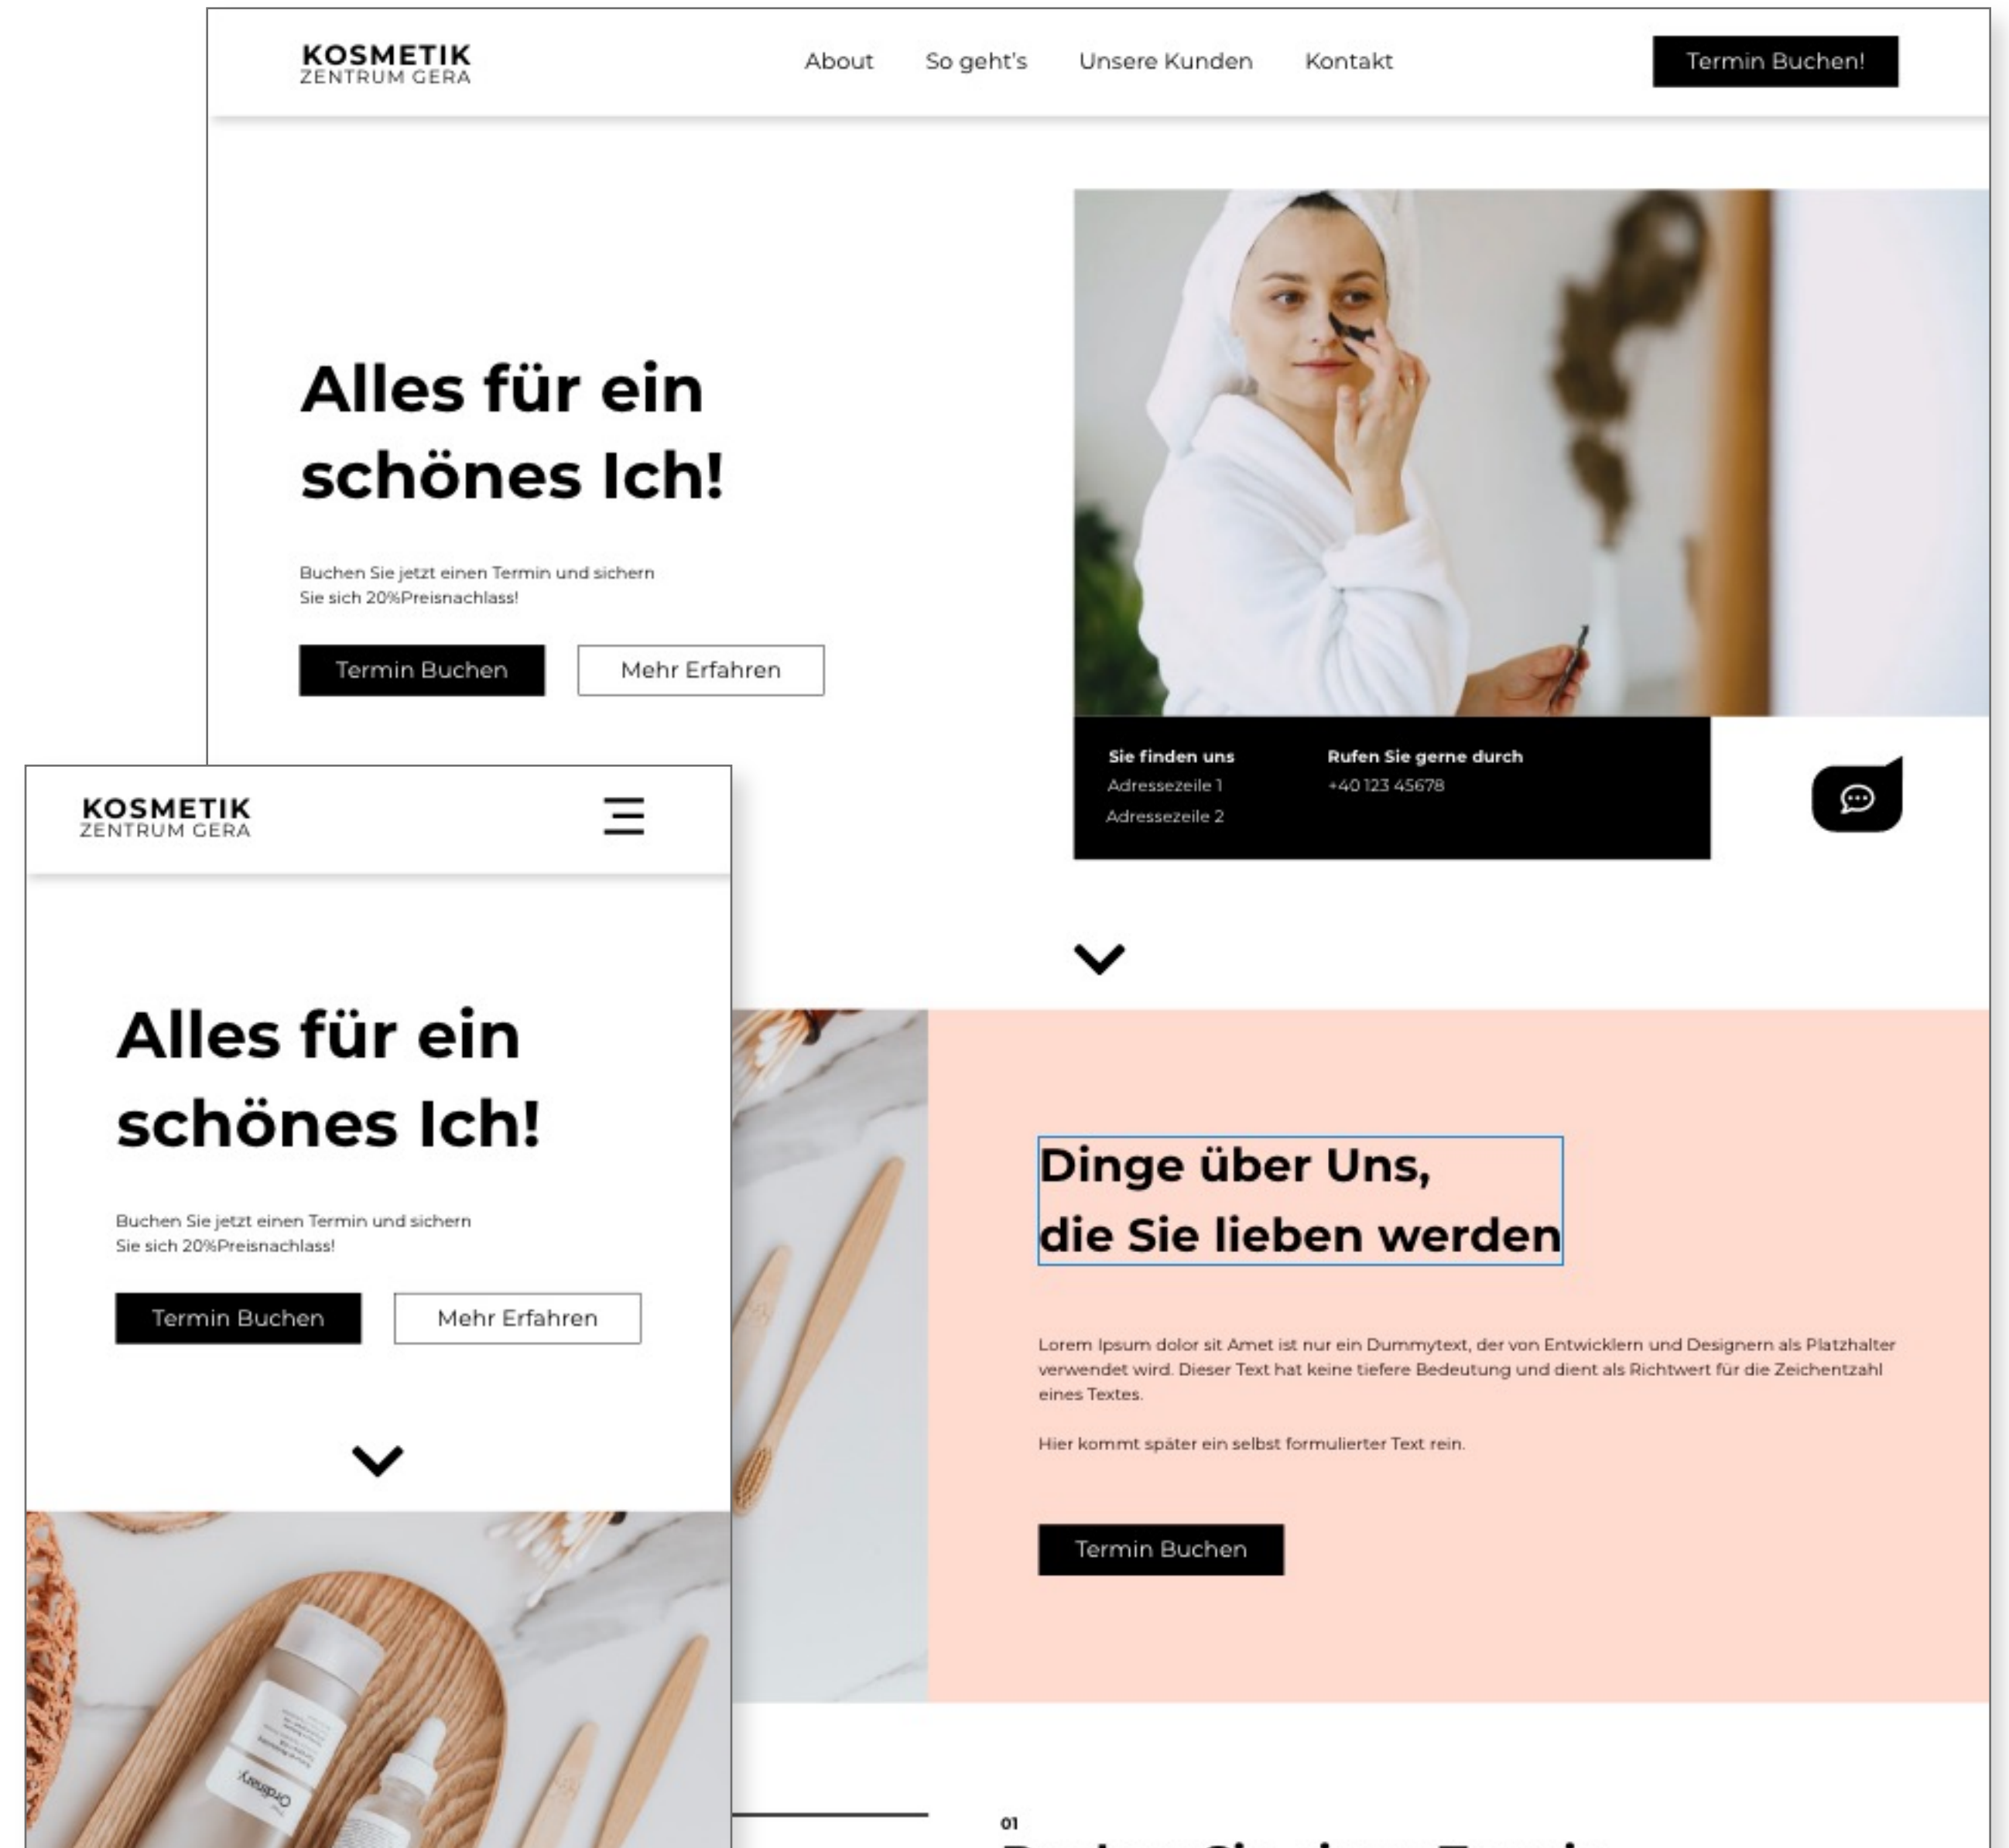 KOSMETIK
ZENTRUM GERA
About
So geht's
Unsere Kunden
Kontakt
Termin Buchen!
Alles für ein
schönes Ich!
Buchen Sie jetzt einen Termin und sichern
Sie sich 20%Preisnachlass!
Termin Buchen
Mehr Erfahren
Sie finden uns
Adressezeile 1
Adressezeile 2
Rufen Sie gerne durch
+40 123 45678
KOSMETIK
ZENTRUM GERA
Alles für ein
schönes Ich!
Buchen Sie jetzt einen Termin und sichern
Sie sich 20%Preisnachlass!
Termin Buchen
Mehr Erfahren
Ordinary.
Dinge über Uns,
die Sie lieben werden
Lorem Ipsum dolor sit Amet ist nur ein Dummytext, der von Entwicklern und Designern als Platzhalter
verwendet wird. Dieser Text hat keine tiefere Bedeutung und dient als Richtwert für die Zeichentzahl
eines Textes.
Hier kommt später ein selbst formulierter Text rein.
Termin Buchen
01